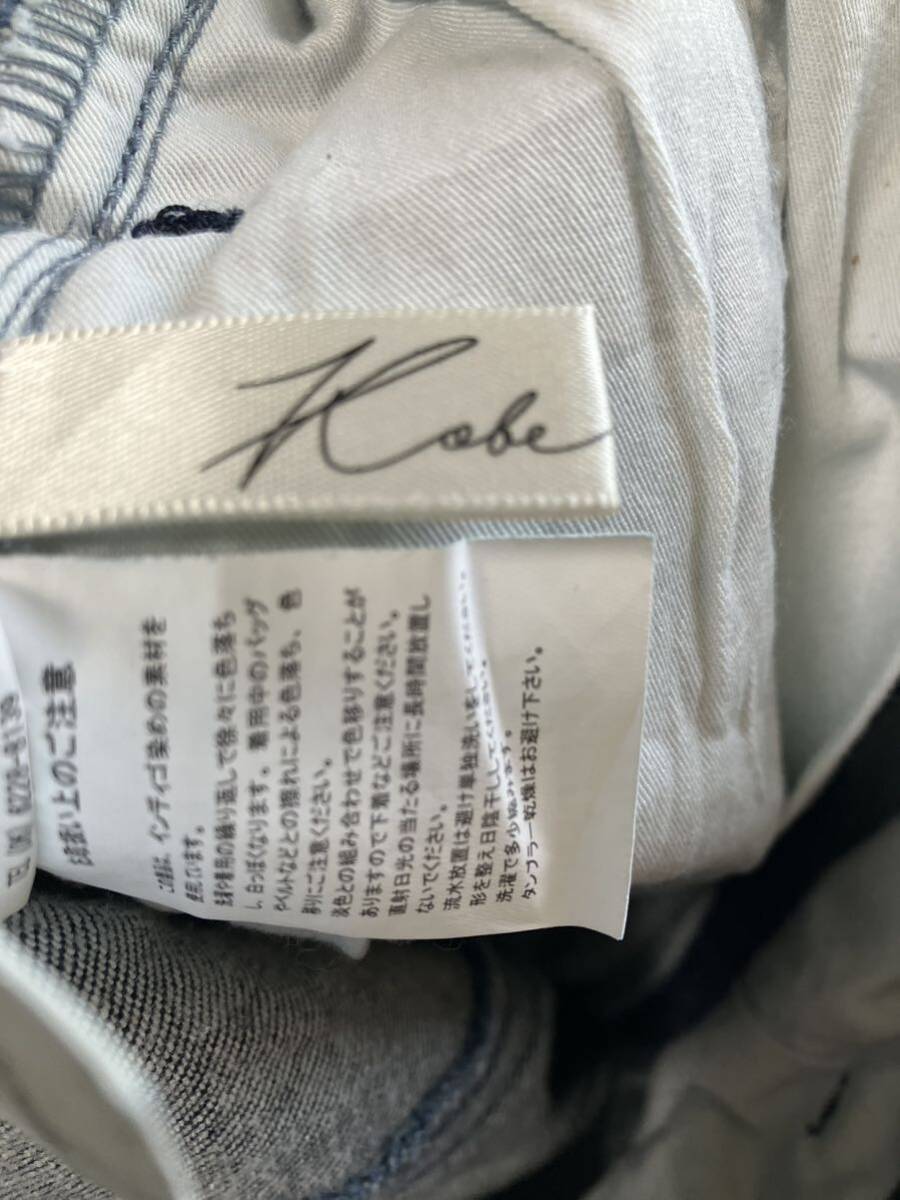 Kobe
お取扱い上のご注意
この商品は、インディゴ染めの素材を
使用しています。
洗濯や着用の繰り返しで徐々に色落ち
し、白っぽくなります。着用中のバッグ
やベルトなどとの擦れによる色落ち、色
移りにご注意ください。
淡色との組み合わせで色移りすることが
ありますので下着などご注意ください。
直射日光の当たる場所に長時間放置し
ないでください。
流水放置は避け単独洗いをしてください。
形を整え日陰干ししてください。
洗濯で多少縮みます。
タンブラー乾燥はお避け下さい。